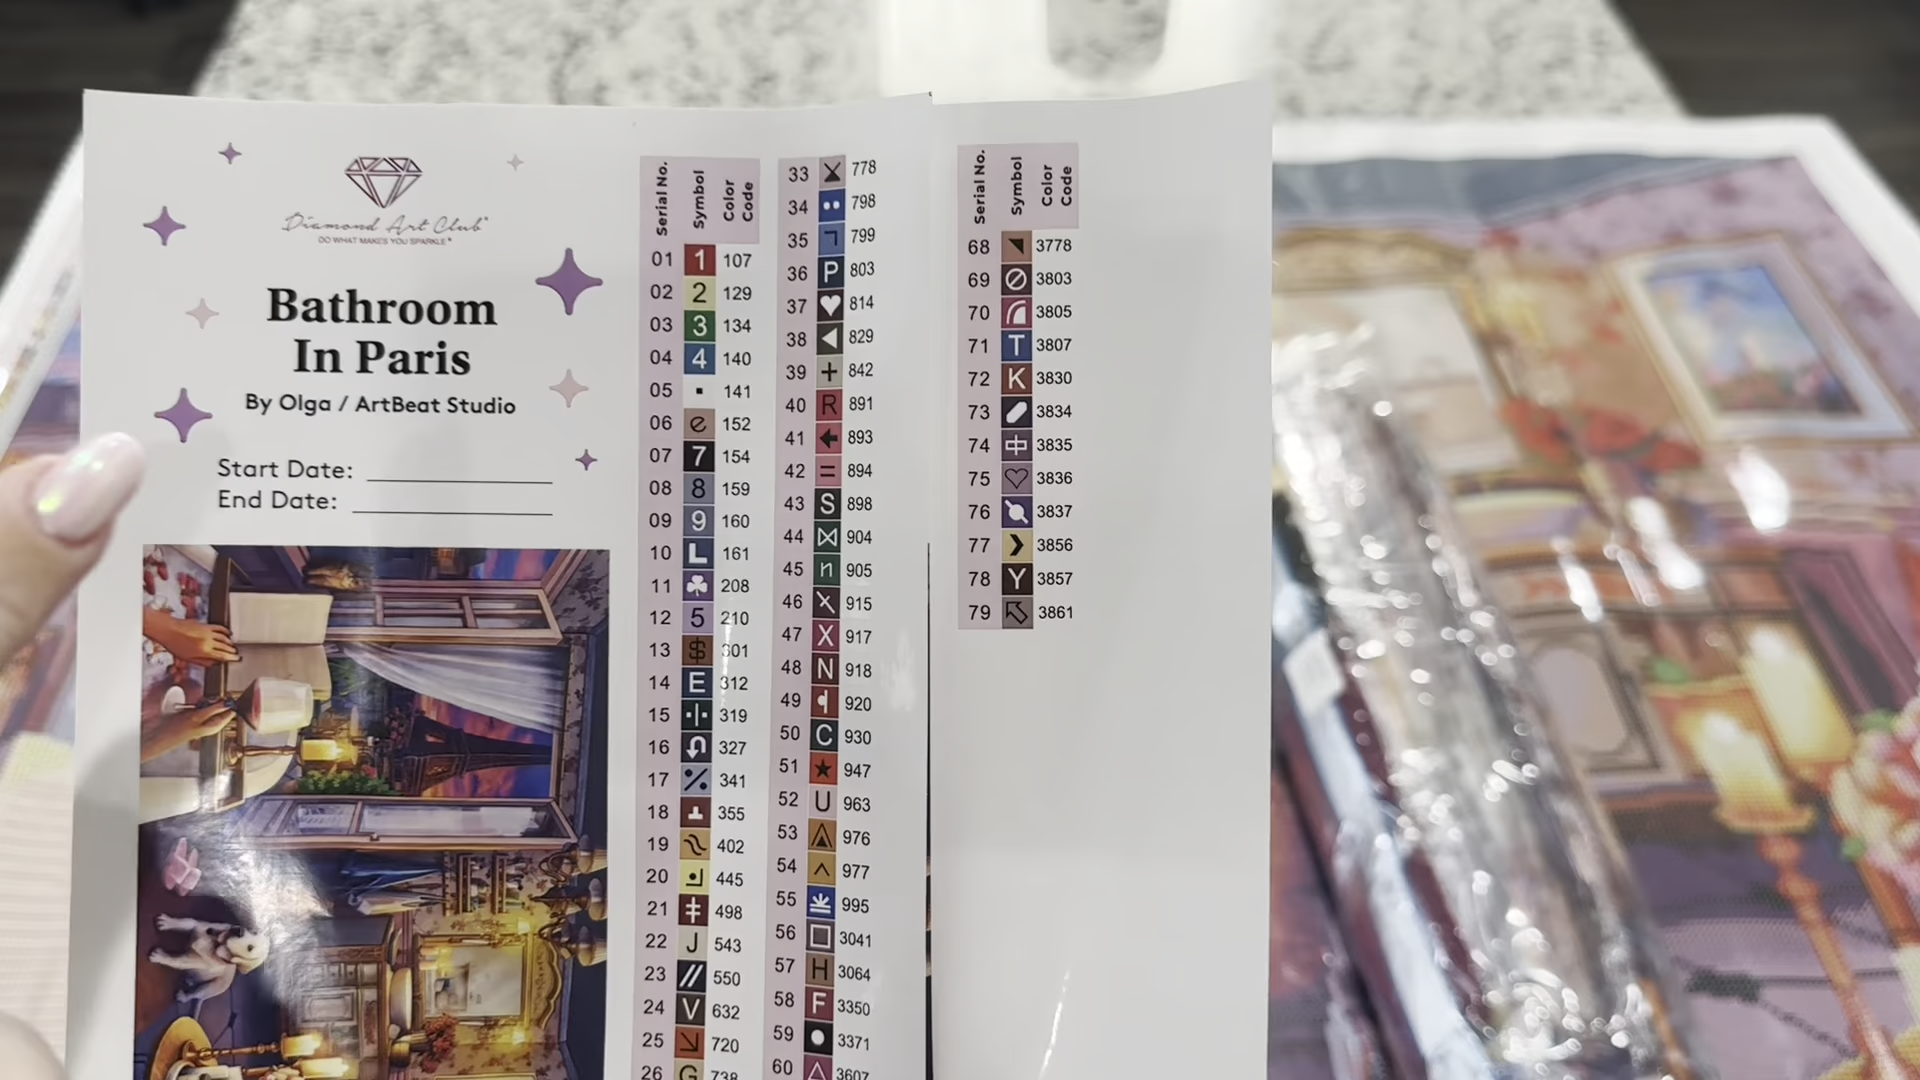 Diamond Art Club
DO WHAT MAKES YOU SPARKLE
Bathroom
In Paris
By Olga / ArtBeat Studio
Start Date:
End Date:
Serial No. Symbol Color Code
01 1 107
02 2 129
03 3 134
04 4 140
05 141
06 e 152
07 7 154
08 8 159
09 9 160
10 L 161
11 ♣ 208
12 5 210
13 $ 301
14 E 312
15 319
16 327
17 ٪ 341
18 355
19 402
20 445
21 498
22 J 543
23 // 550
24 V 632
25 720
26 G 738
33 778
34 798
35 799
36 P 803
37 ♥ 814
38 ◀ 829
39 + 842
40 R 891
41 893
42 = 894
43 S 898
44 904
45 n 905
46 915
47 X 917
48 N 918
49 920
50 C 930
51 ★ 947
52 U 963
53 976
54 ^ 977
55 995
56 □ 3041
57 H 3064
58 F 3350
59 ● 3371
60 △ 3607
Serial No. Symbol Color Code
68 3778
69 3803
70 3805
71 T 3807
72 K 3830
73 3834
74 3835
75 ♡ 3836
76 3837
77 3856
78 Y 3857
79 3861